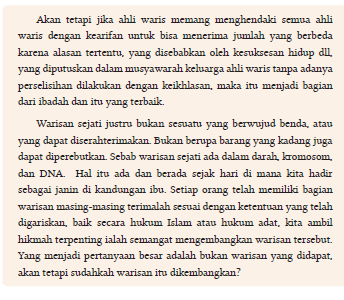 Akan tetapi jika ahli waris memang menghendaki semua ahli
waris dengan kearifan untuk bisa menerima jumlah yang berbeda
karena alasan tertentu, yang disebabkan oleh kesuksesan hidup dll,
yang diputuskan dalam musyawarah keluarga ahli waris tanpa adanya
perselisihan dilakukan dengan keikhlasan, maka itu menjadi bagian
dari ibadah dan itu yang terbaik.
Warisan sejati justru bukan sesuatu yang berwujud benda, atau
yang dapat diserahterimakan. Bukan berupa barang yang kadang juga
dapat diperebutkan. Sebab warisan sejati ada dalam darah, kromosom,
dan DNA. Hal itu ada dan berada sejak hari di mana kita hadir
sebagai janin di kandungan ibu. Setiap orang telah memiliki bagian
warisan masing-masing terimalah sesuai dengan ketentuan yang telah
digariskan, baik secara hukum Islam atau hukum adat, kita ambil
hikmah terpenting ialah semangat mengembangkan warisan tersebut.
Yang menjadi pertanyaan besar adalah bukan warisan yang didapat,
akan tetapi sudahkah warisan itu dikembangkan?